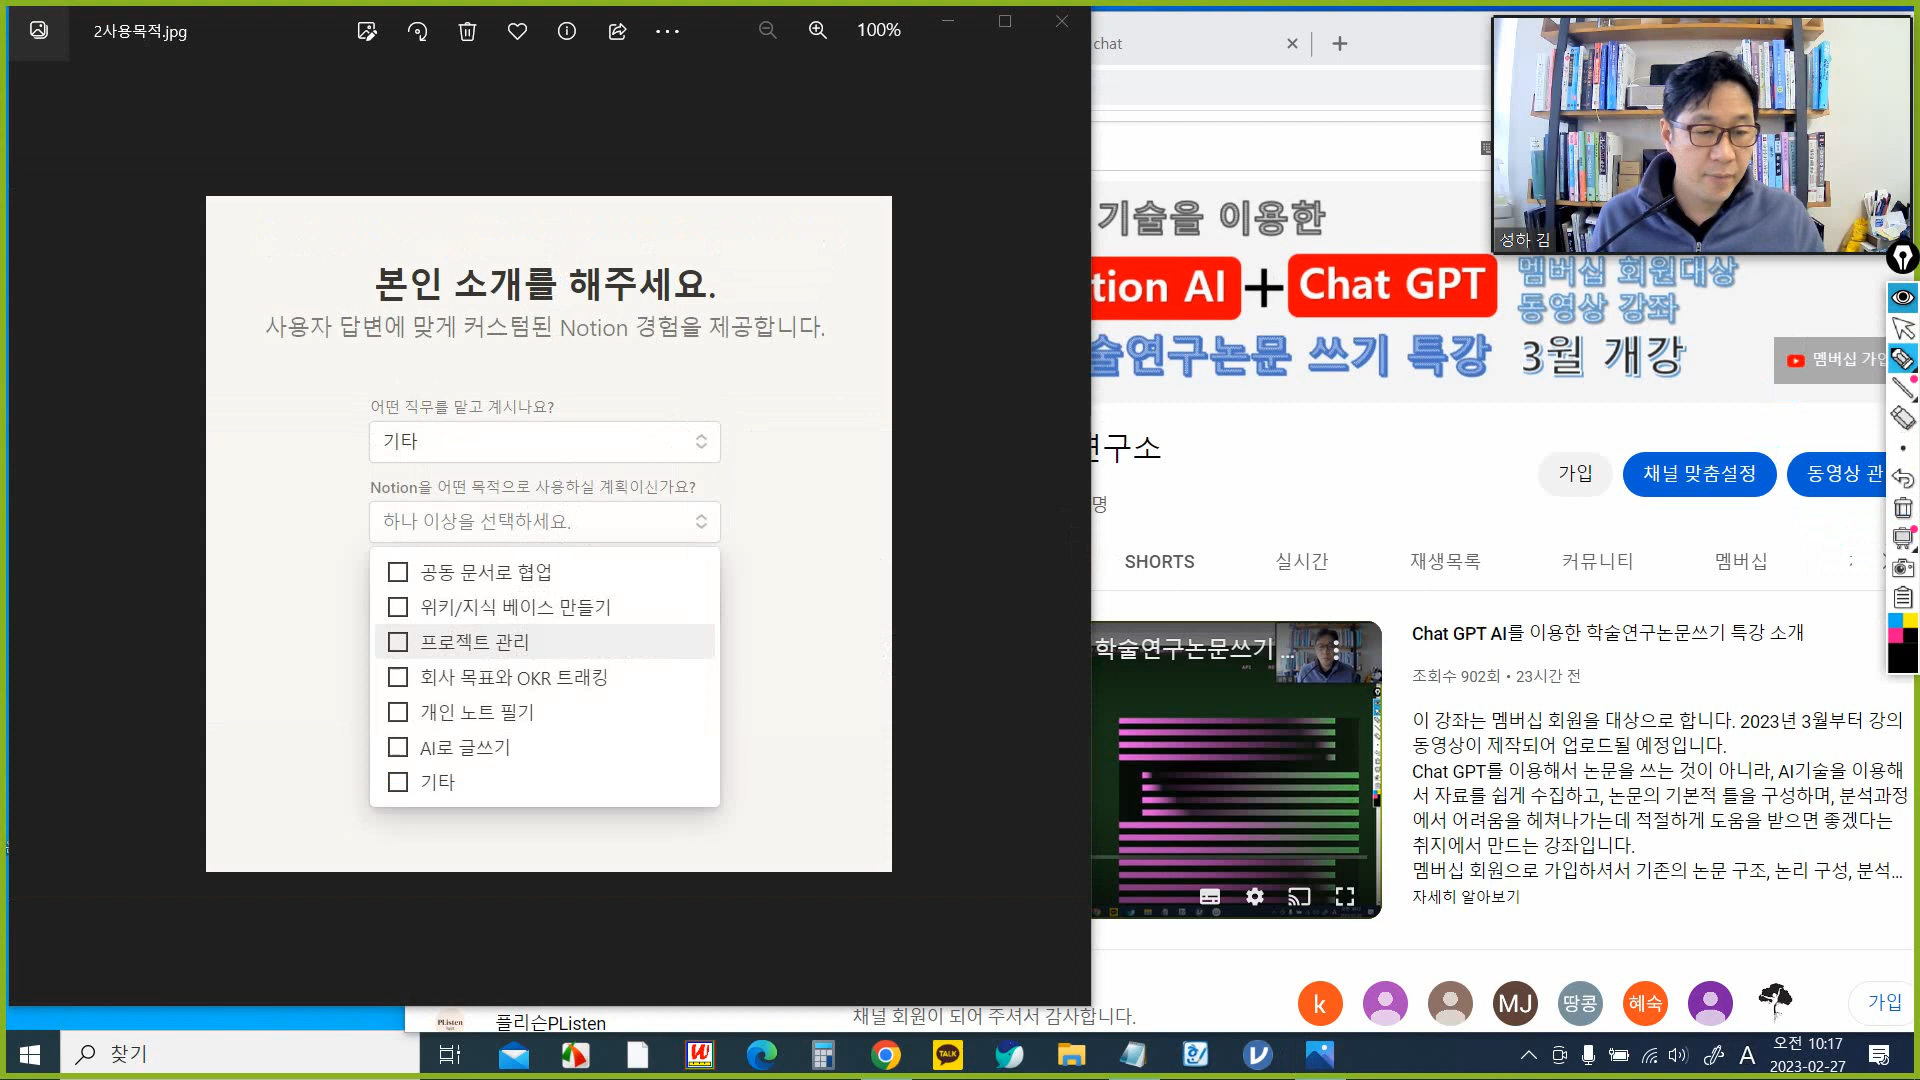 2사용목적.jpg
100%
본인 소개를 해주세요.
사용자 답변에 맞게 커스텀된 Notion 경험을 제공합니다.
어떤 직무를 맡고 계시나요?
기타
Notion을 어떤 목적으로 사용하실 계획이신가요?
하나 이상을 선택하세요.
공동 문서로 협업
위키/지식 베이스 만들기
프로젝트 관리
회사 목표와 OKR 트래킹
개인 노트 필기
AI로 글쓰기
기타
chat
성하 김
기술을 이용한
tion AI + Chat GPT
멤버십 회원대상
동영상 강좌
술연구논문 쓰기 특강 3월 개강
멤버십 가입
연구소
명
가입
채널 맞춤설정
동영상 관
SHORTS
실시간
재생목록
커뮤니티
멤버십
학술연구논문쓰기 ...
Chat GPT AI를 이용한 학술연구논문쓰기 특강 소개
조회수 902회 • 23시간 전
이 강좌는 멤버십 회원을 대상으로 합니다. 2023년 3월부터 강의
동영상이 제작되어 업로드될 예정입니다.
Chat GPT를 이용해서 논문을 쓰는 것이 아니라, AI기술을 이용해
서 자료를 쉽게 수집하고, 논문의 기본적 틀을 구성하며, 분석과정
에서 어려움을 헤쳐나가는데 적절하게 도움을 받으면 좋겠다는
취지에서 만드는 강좌입니다.
멤버십 회원으로 가입하셔서 기존의 논문 구조, 논리 구성, 분석...
자세히 알아보기
k
MJ
땅콩
혜숙
가입
PListen
플리슨PListen
채널 회원이 되어 주셔서 감사합니다.
찾기
TALK
A
오전 10:17
2023-02-27